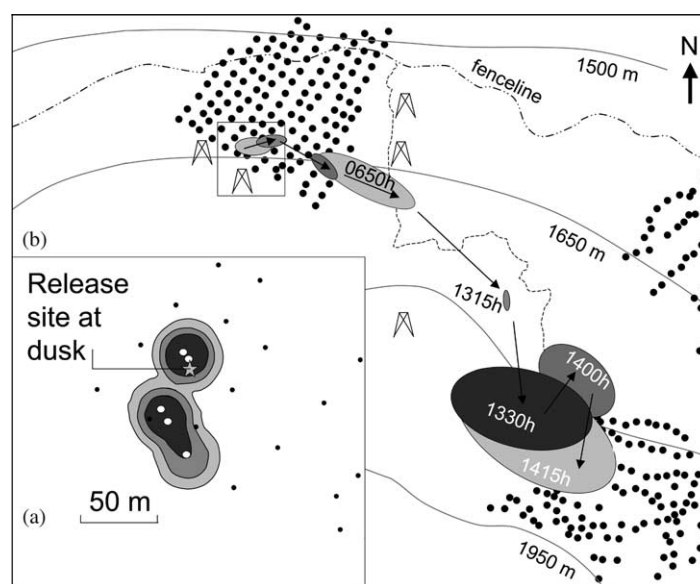 1500 m
N
fenceline
0650h
(b)
1650 m
Release
site at
dusk
1315h
1400h
1330h
1415h
50 m
(a)
1950 m